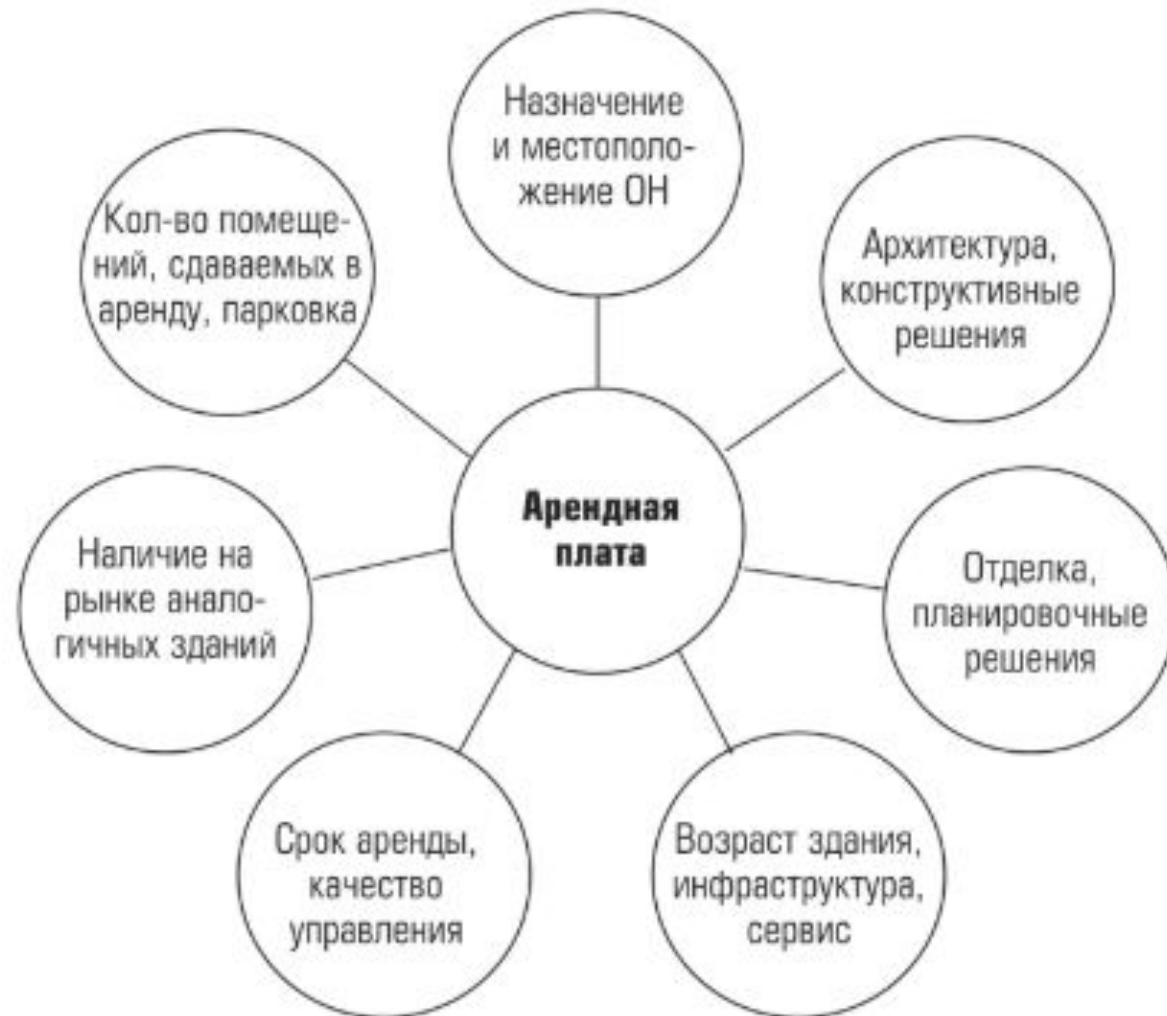 Назначение
и местополо-
жение ОН
Кол-во помеще-
ний, сдаваемых в
аренду, парковка
Архитектура,
конструктивные
решения
Арендная
плата
Наличие на
рынке анало-
гичных зданий
Отделка,
планировочные
решения
Срок аренды,
качество
управления
Возраст здания,
инфраструктура,
сервис